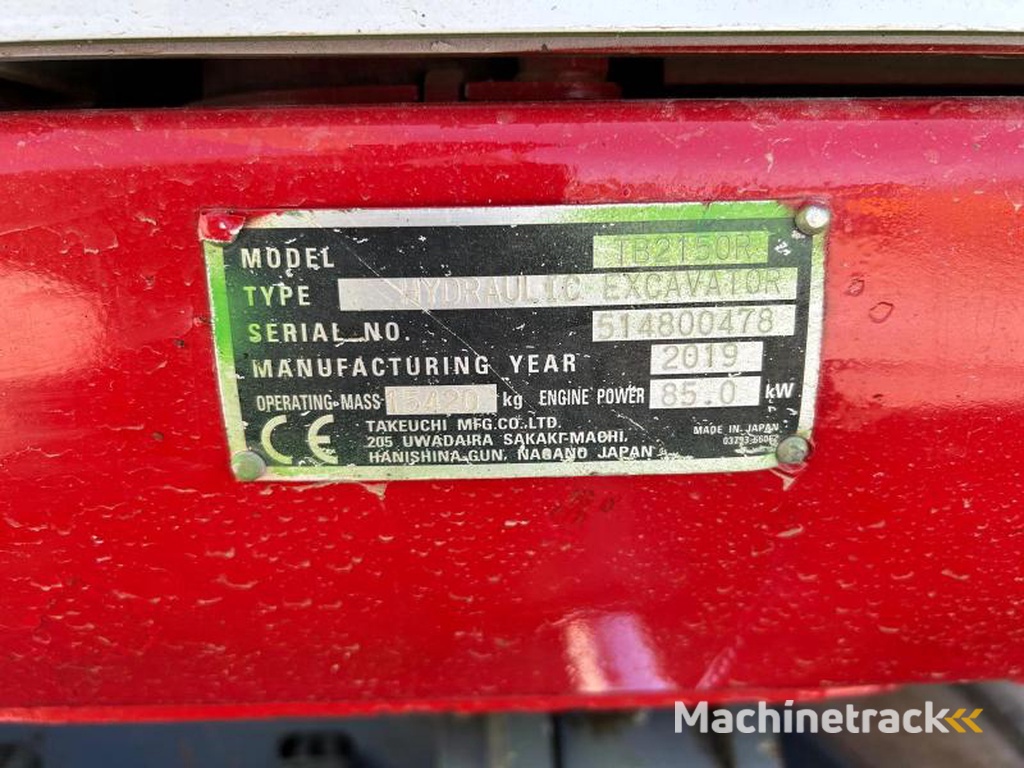 MODEL TB2150R
TYPE HYDRAULIC EXCAVATOR
SERIAL NO. 514800478
MANUFACTURING YEAR 2019
OPERATING MASS 15420 kg ENGINE POWER 85.0 kW
CE
TAKEUCHI MFG.CO.,LTD.
205 UWADAIRA SAKAKI-MACHI,
HANISHINA-GUN, NAGANO JAPAN
MADE IN JAPAN
Machinetrack